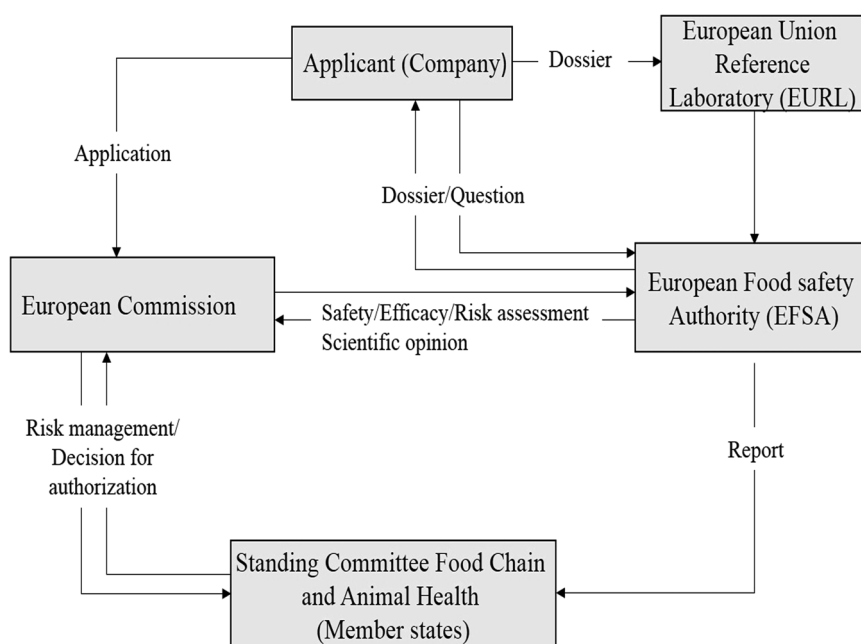 Applicant (Company)
Dossier
European Union
Reference
Laboratory (EURL)
Application
Dossier/Question
European Commission
Safety/Efficacy/Risk assessment
Scientific opinion
European Food safety
Authority (EFSA)
Risk management/
Decision for
authorization
Report
Standing Committee Food Chain
and Animal Health
(Member states)